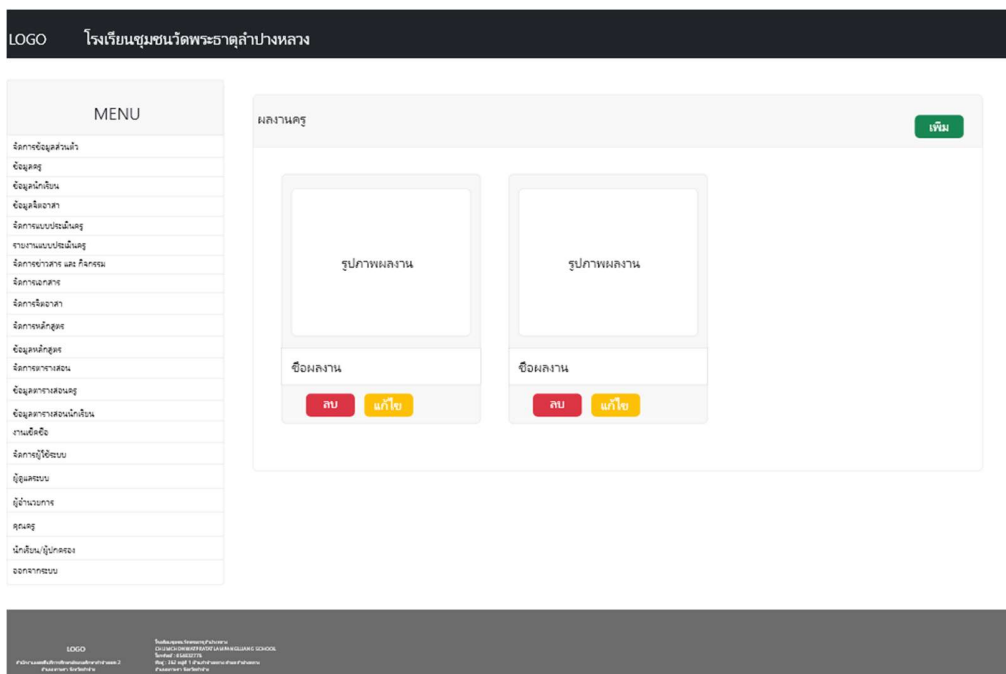 LOGO โรงเรียนชุมชนวัดพระธาตุลำปางหลวง
MENU
จัดการข้อมูลส่วนตัว
ข้อมูลครู
ข้อมูลนักเรียน
ข้อมูลจิตอาสา
จัดการแบบประเมินครู
รายงานแบบประเมินครู
จัดการข่าวสาร และ กิจกรรม
จัดการเอกสาร
จัดการจิตอาสา
จัดการหลักสูตร
ข้อมูลหลักสูตร
จัดการตารางสอน
ข้อมูลตารางสอนครู
ข้อมูลตารางสอนนักเรียน
งานเช็คชื่อ
จัดการผู้ใช้ระบบ
ผู้ดูแลระบบ
ผู้อำนวยการ
คุณครู
นักเรียน/ผู้ปกครอง
ออกจากระบบ
ผลงานครู
เพิ่ม
รูปภาพผลงาน
ชื่อผลงาน
ลบ แก้ไข
รูปภาพผลงาน
ชื่อผลงาน
ลบ แก้ไข
LOGO